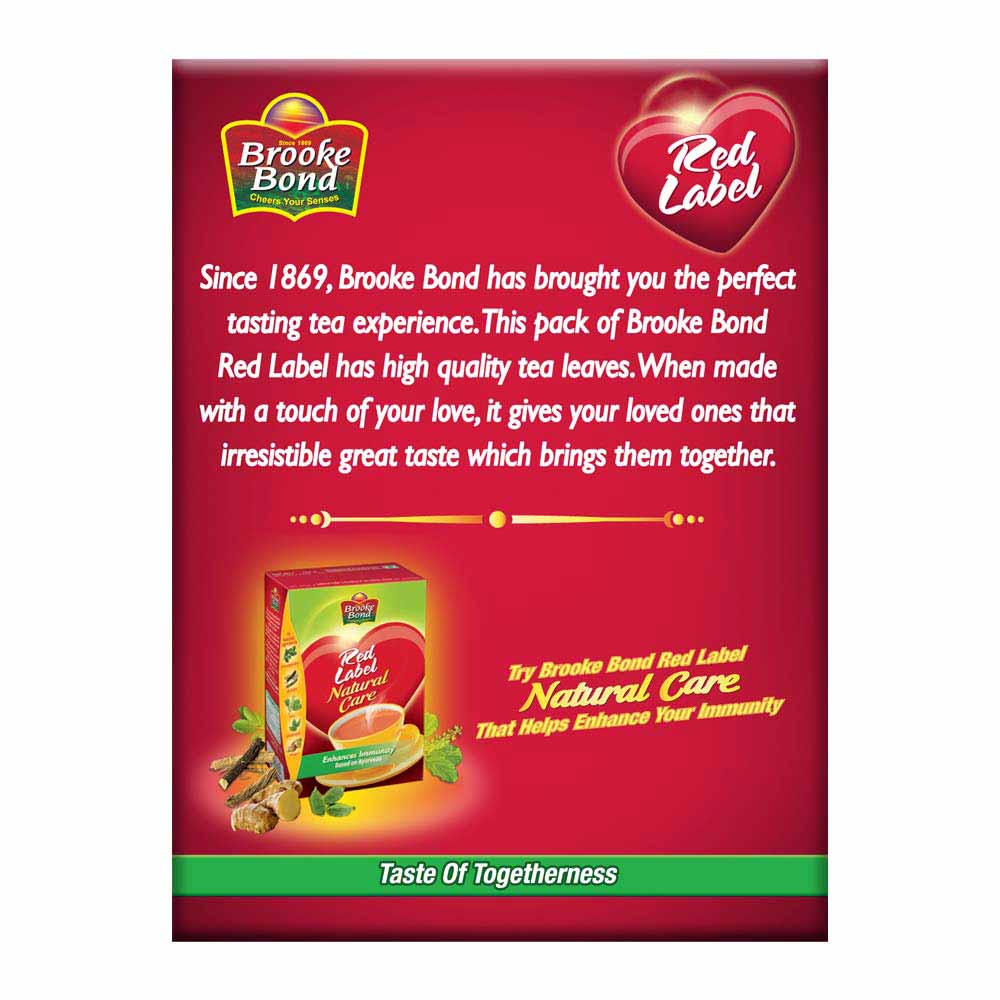 Since 1869
Brooke
Bond
Cheers Your Senses
Red
Label
Since 1869, Brooke Bond has brought you the perfect
tasting tea experience. This pack of Brooke Bond
Red Label has high quality tea leaves. When made
with a touch of your love, it gives your loved ones that
irresistible great taste which brings them together.
Brooke
Bond
Red
Label
Natural
Care
Enhances Immunity
Based on Ayurveda
Try Brooke Bond Red Label
Natural Care
That Helps Enhance Your Immunity
Taste Of Togetherness